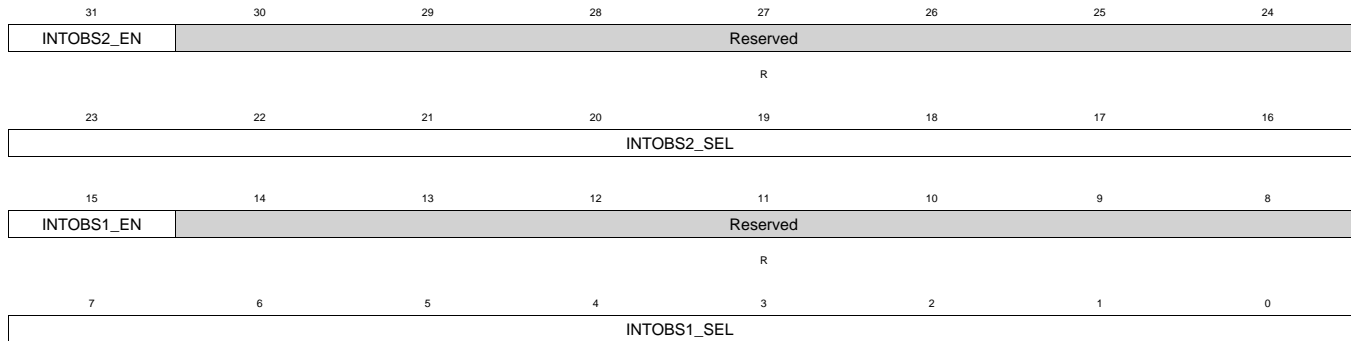 31 30 29 28 27 26 25 24
INTOBS2_EN Reserved
R
23 22 21 20 19 18 17 16
INTOBS2_SEL
15 14 13 12 11 10 9 8
INTOBS1_EN Reserved
R
7 6 5 4 3 2 1 0
INTOBS1_SEL